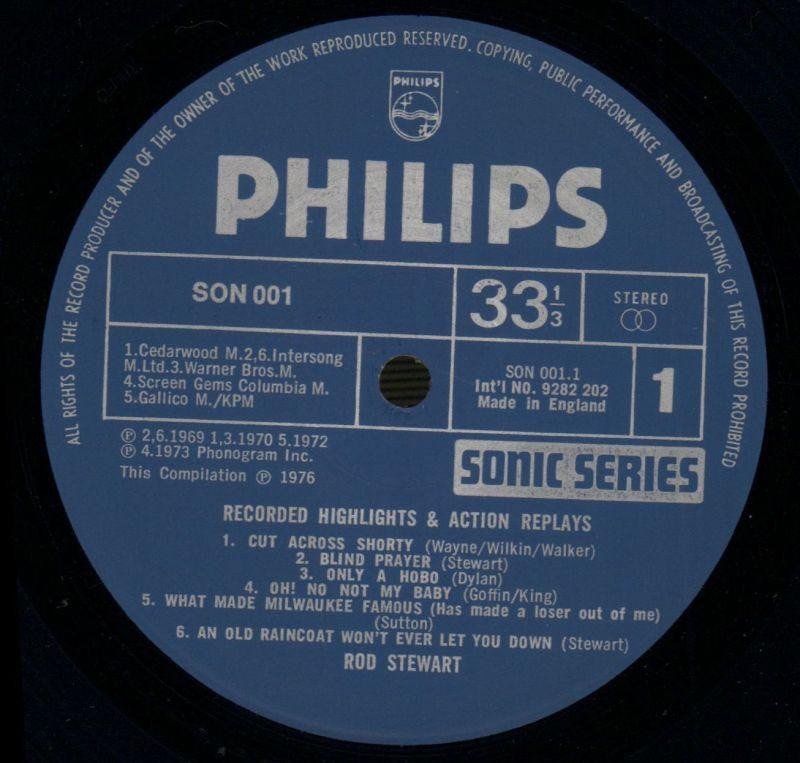 ALL RIGHTS OF THE RECORD PRODUCER AND OF THE OWNER OF THE WORK REPRODUCED RESERVED. COPYING, PUBLIC PERFORMANCE AND BROADCASTING OF THIS RECORD PROHIBITED
PHILIPS
PHILIPS
SON 001
33 1/3
STEREO
1.Cedarwood M.2,6.Intersong
M.Ltd.3.Warner Bros.M.
4.Screen Gems Columbia M.
5.Gallico M./KPM
SON 001.1
Int'l NO. 9282 202
Made in England
1
℗ 2,6.1969 1,3.1970 5.1972
℗ 4.1973 Phonogram Inc.
This Compilation ℗ 1976
SONIC SERIES
RECORDED HIGHLIGHTS & ACTION REPLAYS
1. CUT ACROSS SHORTY (Wayne/Wilkin/Walker)
2. BLIND PRAYER (Stewart)
3. ONLY A HOBO (Dylan)
4. OH! NO NOT MY BABY (Goffin/King)
5. WHAT MADE MILWAUKEE FAMOUS (Has made a loser out of me)
(Sutton)
6. AN OLD RAINCOAT WON'T EVER LET YOU DOWN (Stewart)
ROD STEWART